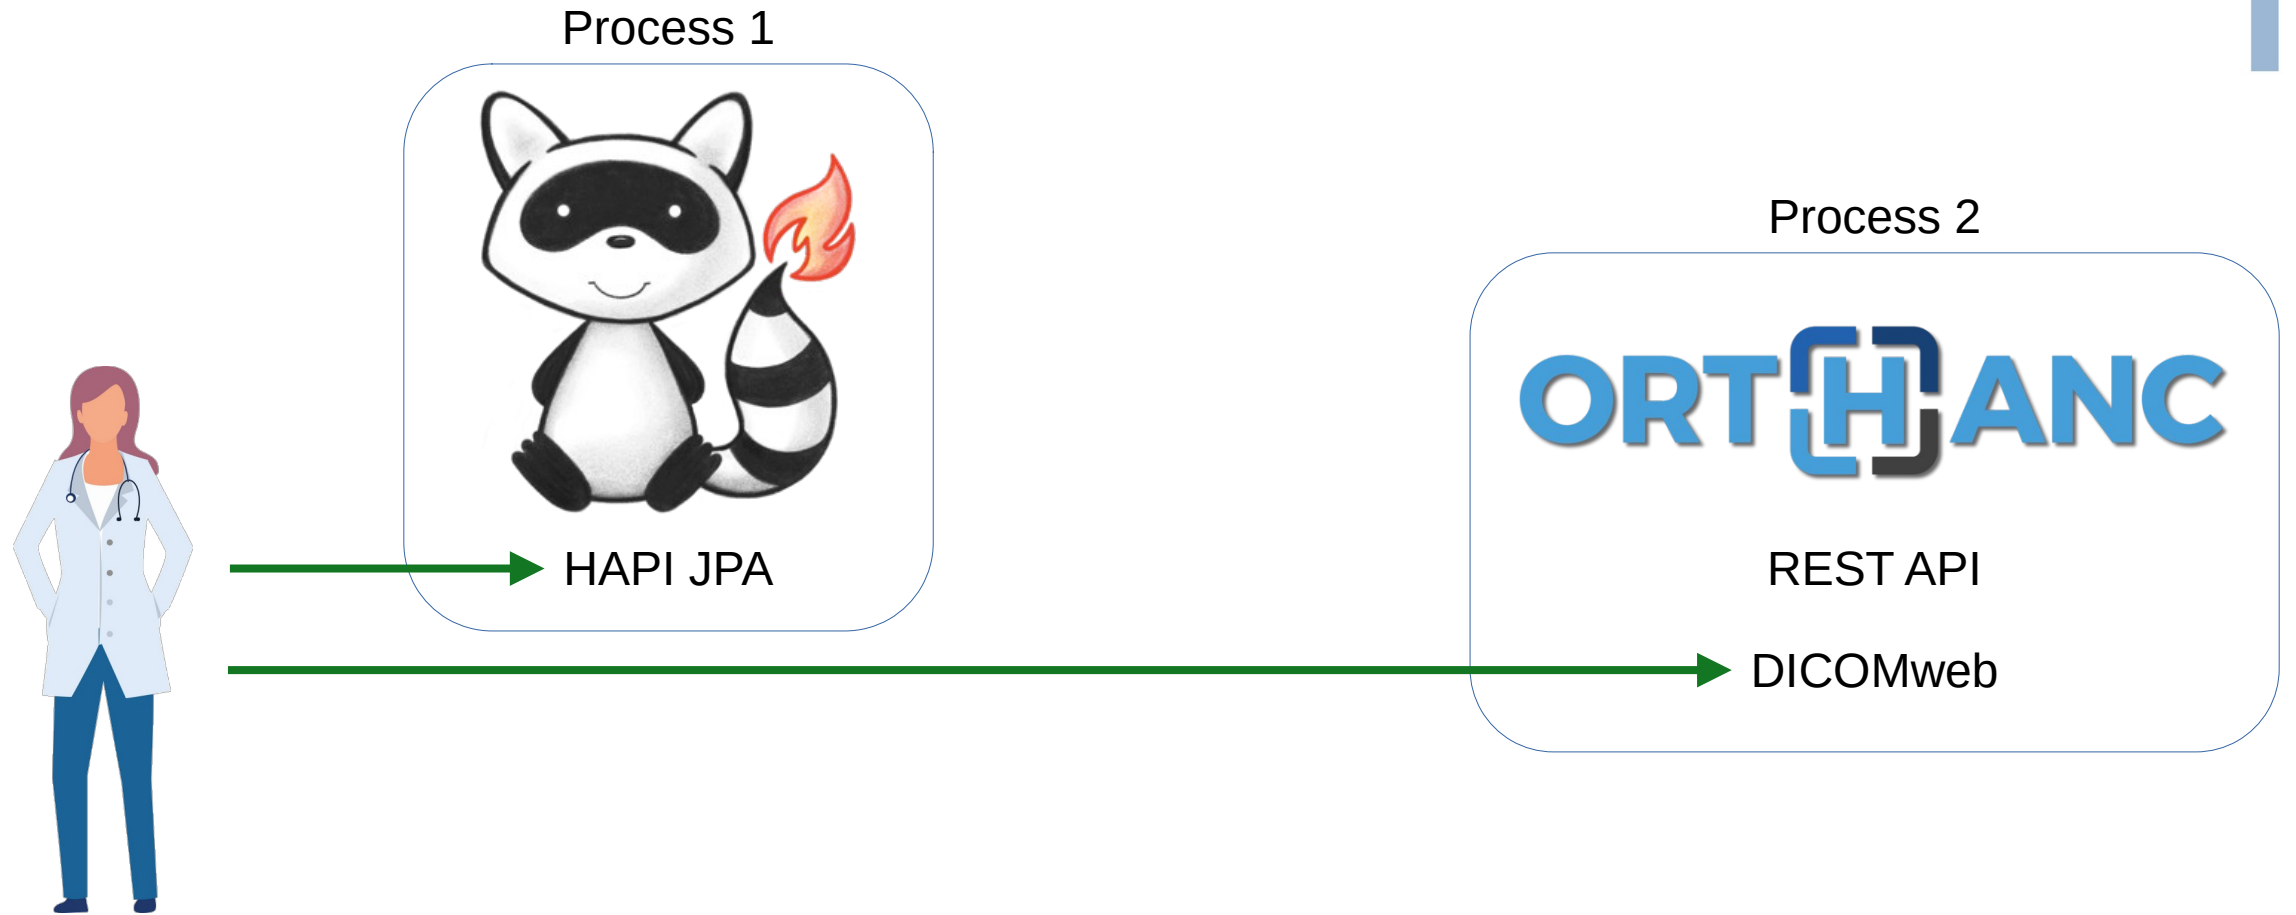 Process 1
HAPI JPA
Process 2
ORTHANC
REST API
DICOMweb